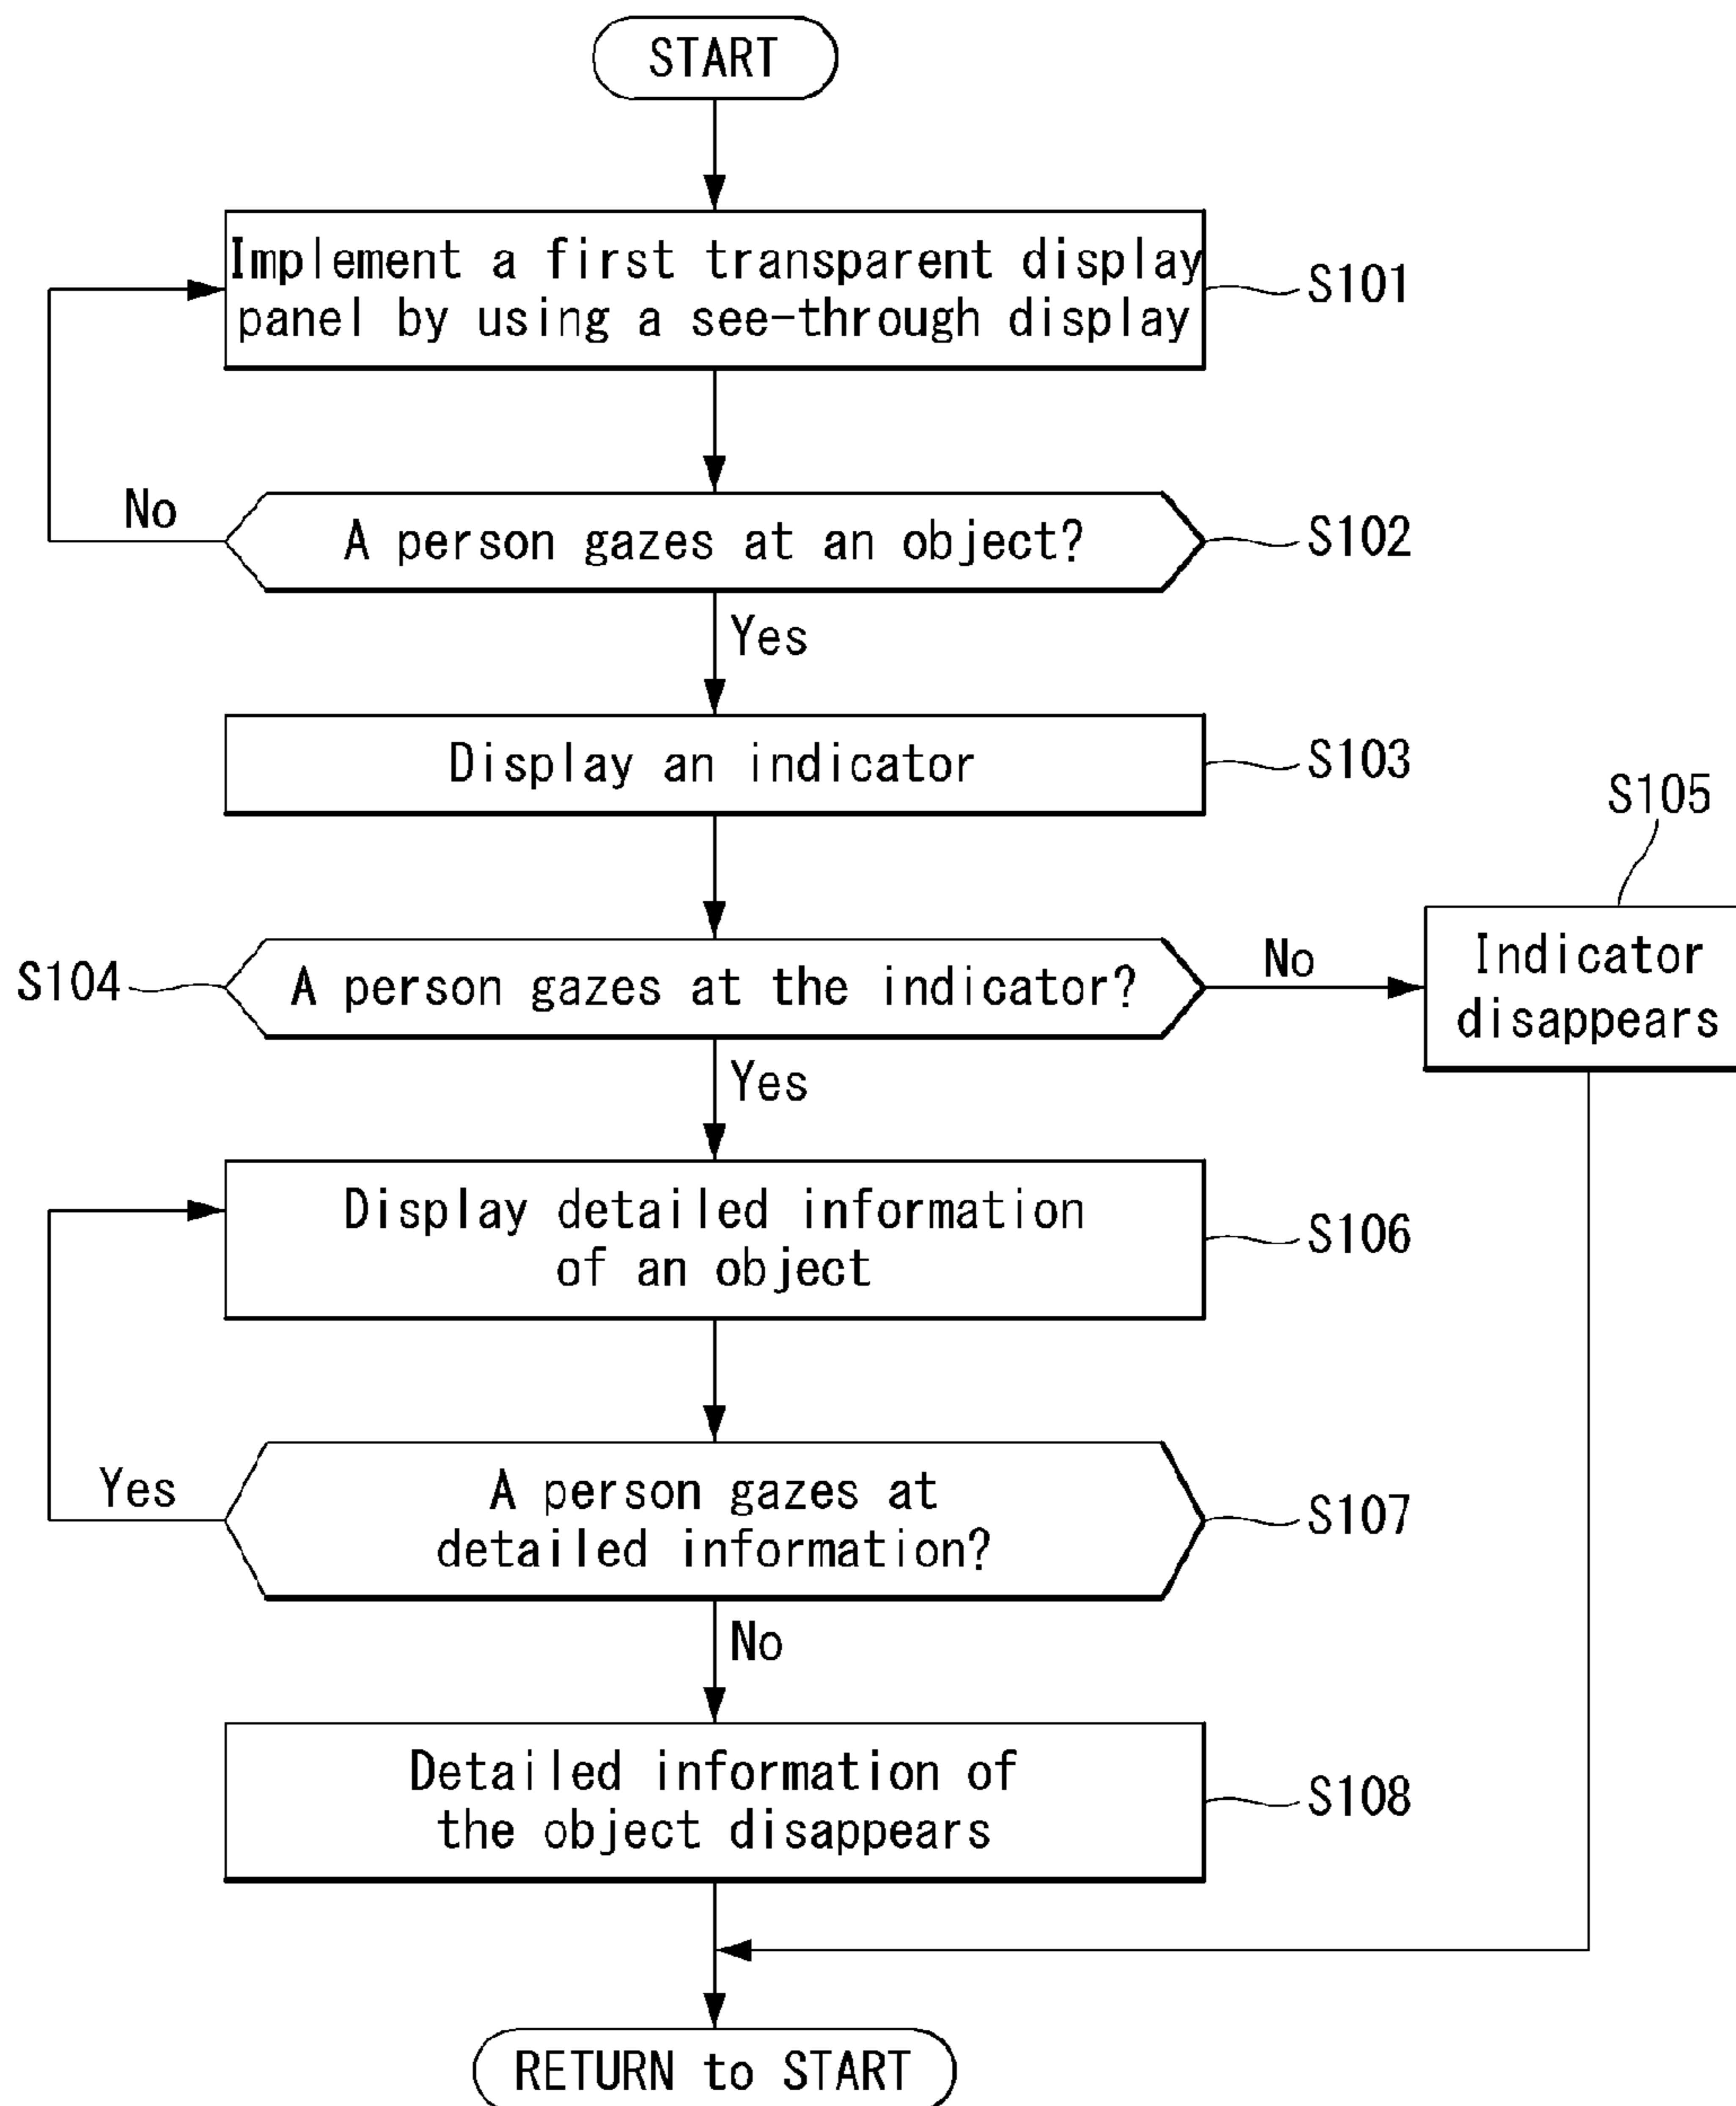 START
Implement a first transparent display
panel by using a see-through display
S101
No
A person gazes at an object?
S102
Yes
Display an indicator
S103
S105
S104
A person gazes at the indicator?
No
Indicator
disappears
Yes
Display detailed information
of an object
S106
Yes
A person gazes at
detailed information?
S107
No
Detailed information of
the object disappears
S108
RETURN to START